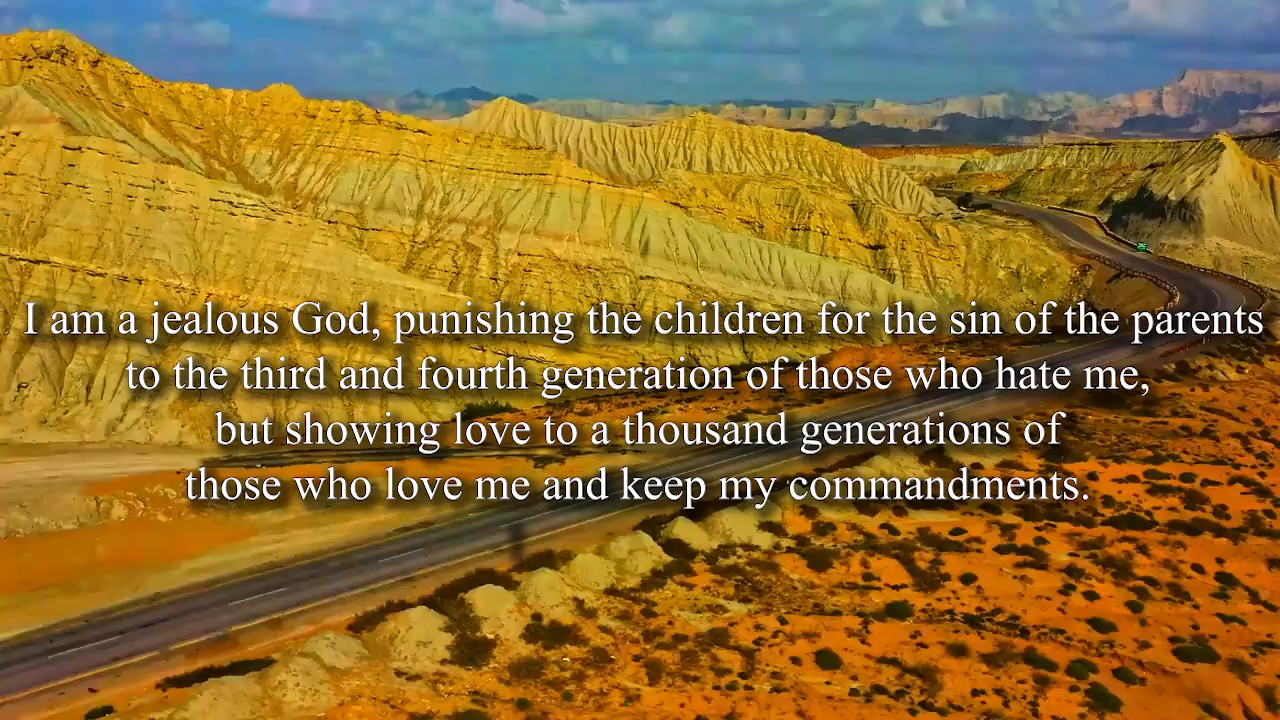 I am a jealous God, punishing the children for the sin of the parents
to the third and fourth generation of those who hate me,
but showing love to a thousand generations of
those who love me and keep my commandments.